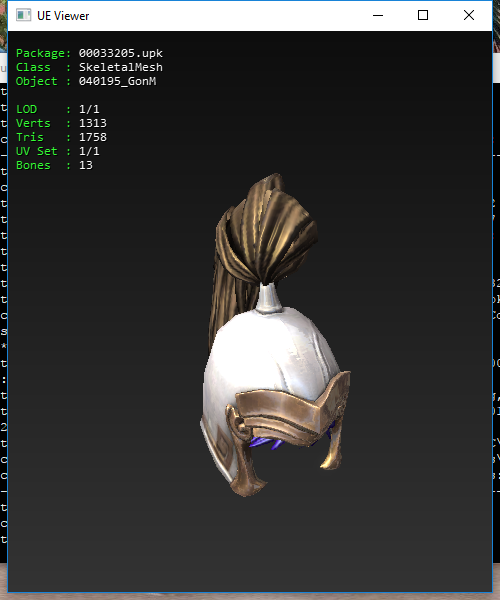 UE Viewer
Package: 00033205.upk
Class : SkeletalMesh
Object : 040195_GonM
LOD : 1/1
Verts : 1313
Tris : 1758
UV Set : 1/1
Bones : 13